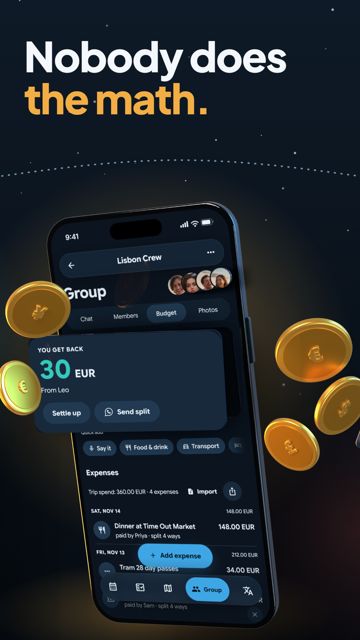 Nobody does
the math.
9:41
Lisbon Crew
Group
Chat Members Budget Photos
YOU GET BACK
30 EUR
From Leo
Settle up Send split
Say it Food & drink Transport
Expenses
Trip spend: 360.00 EUR · 4 expenses Import
SAT, NOV 14 148.00 EUR
Dinner at Time Out Market 148.00 EUR
paid by Priya · split 4 ways
FRI, NOV 13 212.00 EUR
+ Add expense
Tram 28 day passes 34.00 EUR
Group
paid by Sam · split 4 ways